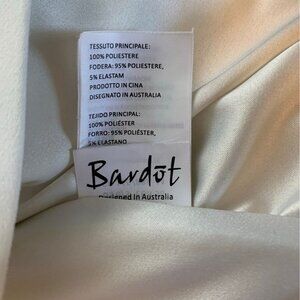 TESSUTO PRINCIPALE:
100% POLIESTERE
FODERA: 95% POLIESTERE,
5% ELASTAM
PRODOTTO IN CINA
DISEGNATO IN AUSTRALIA
TEJIDO PRINCIPAL:
100% POLIÉSTER
FORRO: 95% POLIÉSTER,
5% ELASTANO
Bardōt
Designed In Australia